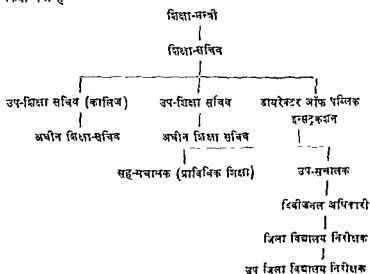 शिक्षा-मन्त्री
शिक्षा-सचिव
उप-शिक्षा सचिव (कालिज) उप-शिक्षा सचिव डायरेक्टर ऑफ पब्लिक
इन्सट्रक्शन
अधीन शिक्षा-सचिव अधीन शिक्षा सचिव
सह-सचालक (प्राविधिक शिक्षा) उप-सचालक
डिवीजनल अधिकारी
ज़िला विद्यालय निरीक्षक
उप ज़िला विद्यालय निरीक्षक